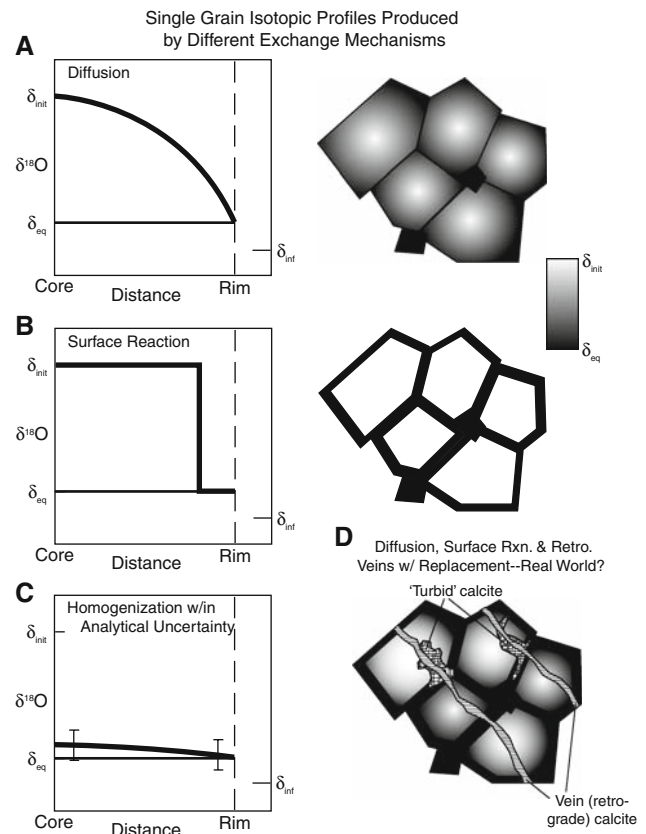 Single Grain Isotopic Profiles Produced
by Different Exchange Mechanisms
A
Diffusion
δinit
δ18O
δeq
δinf
Core
Distance
Rim
δinit
δeq
B
Surface Reaction
δinit
δ18O
δeq
δinf
Core
Distance
Rim
C
Homogenization w/in
Analytical Uncertainty
δinit
δ18O
δeq
δinf
Core
Distance
Rim
D
Diffusion, Surface Rxn. & Retro.
Veins w/ Replacement--Real World?
'Turbid' calcite
Vein (retro-
grade) calcite